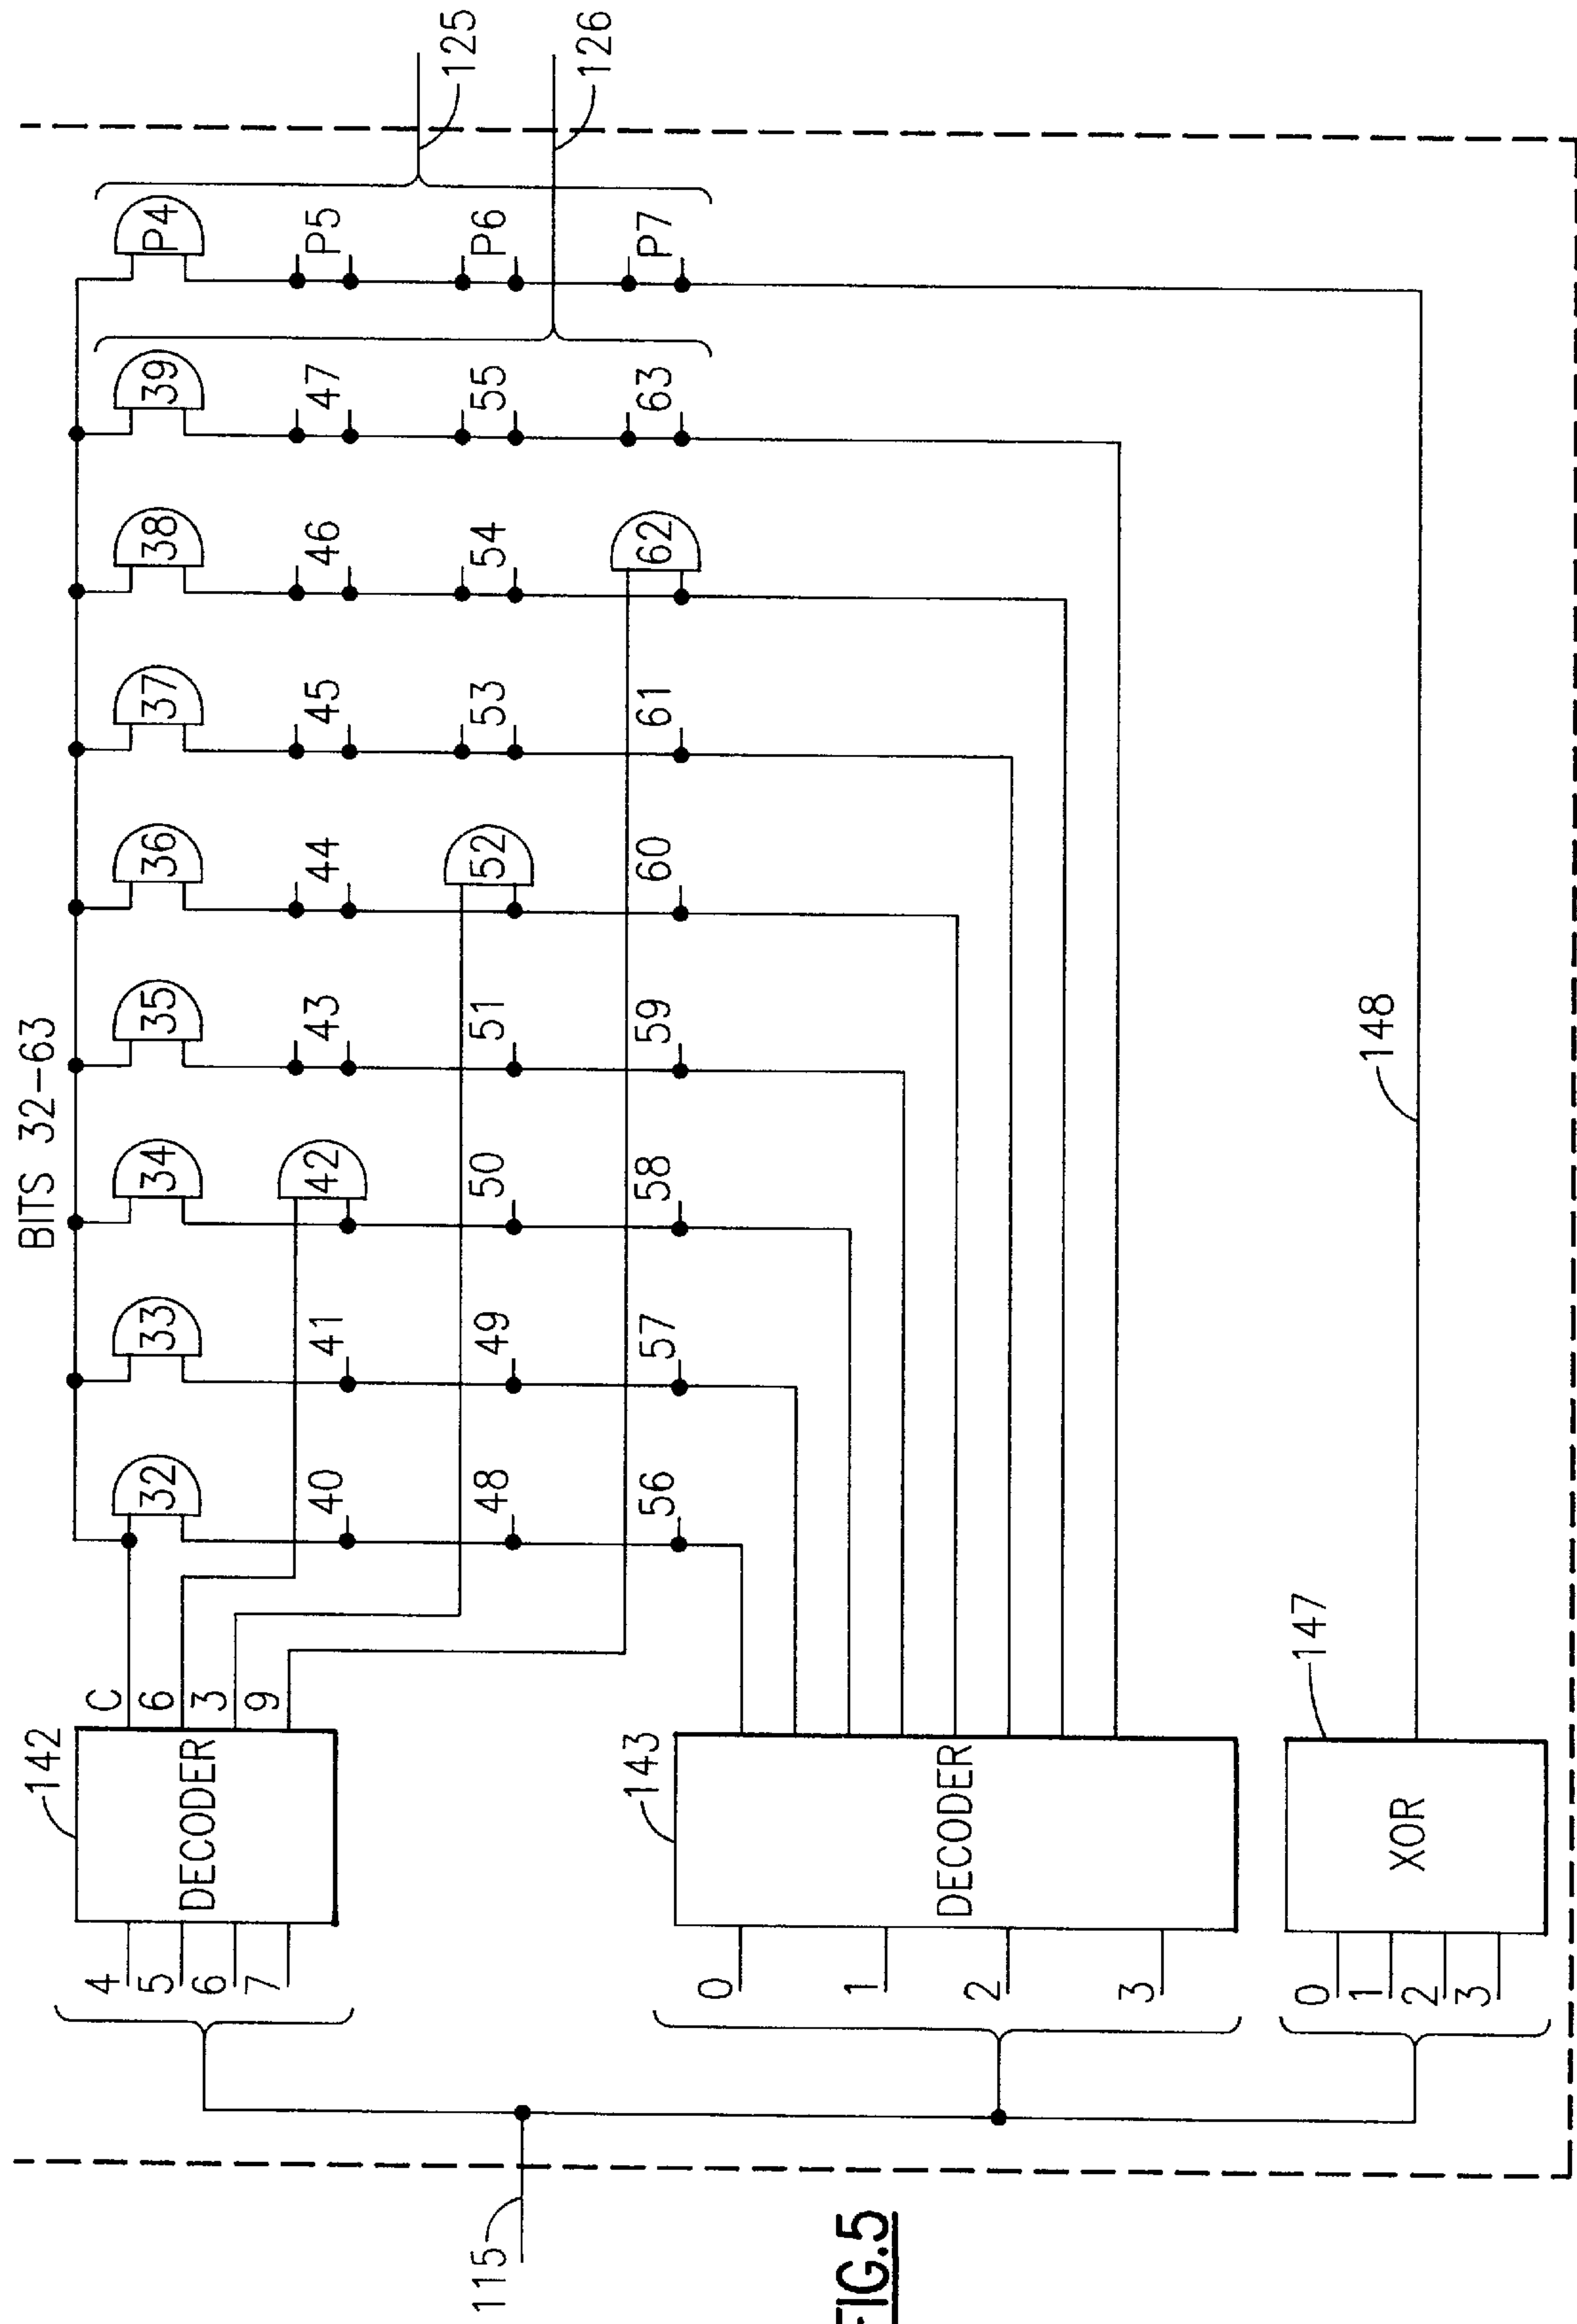 BITS 32-63
142
4
5
6
7
DECODER
C
6
3
9
32 33 34 35 36 37 38 39 P4
40 41 42 43 44 45 46 47 P5
48 49 50 51 52 53 54 55 P6
56 57 58 59 60 61 62 63 P7
125
126
115
143
0
1
2
3
DECODER
147
0
1
2
3
XOR
148
FIG.5